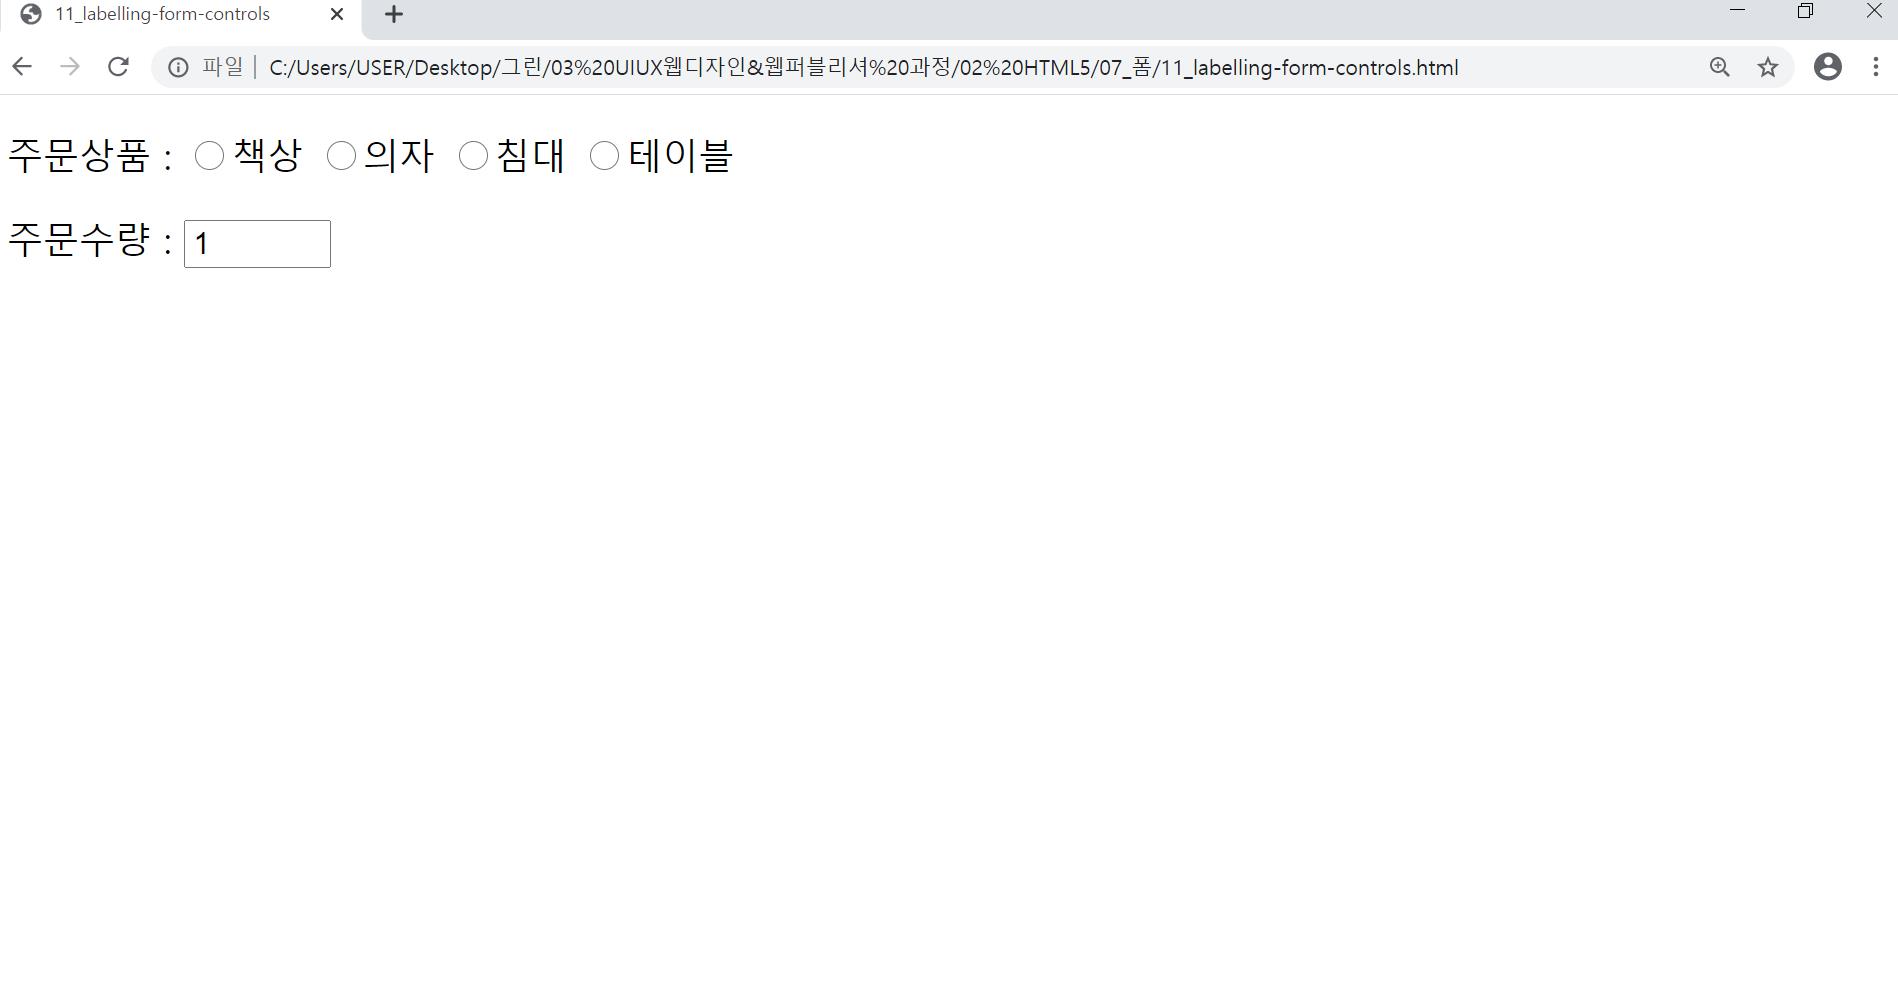 11_labelling-form-controls
파일 | C:/Users/USER/Desktop/그린/03%20UIUX웹디자인&웹퍼블리셔%20과정/02%20HTML5/07_폼/11_labelling-form-controls.html
주문상품 : 책상 의자 침대 테이블
주문수량 : 1